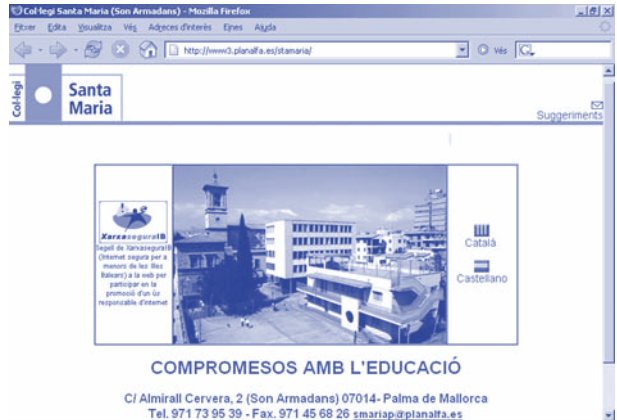 Col·legi Santa Maria (Son Armadans) - Mozilla Firefox
Fitxer Edita Visualitza Vés Adreces d'interès Eines Ajuda
http://www3.planalfa.es/stamaria/
Vés
Col·legi
Santa
Maria
Suggeriments
XarxaseguraIB
Segell de XarxaseguraIB
(Internet segura per a
menors de les Illes
Balears) a la web per
participar en la
promoció d'un ús
responsable d'internet
Català
Castellano
COMPROMESOS AMB L'EDUCACIÓ
C/ Almirall Cervera, 2 (Son Armadans) 07014- Palma de Mallorca
Tel. 971 73 95 39 - Fax. 971 45 68 26 smariap@planalfa.es